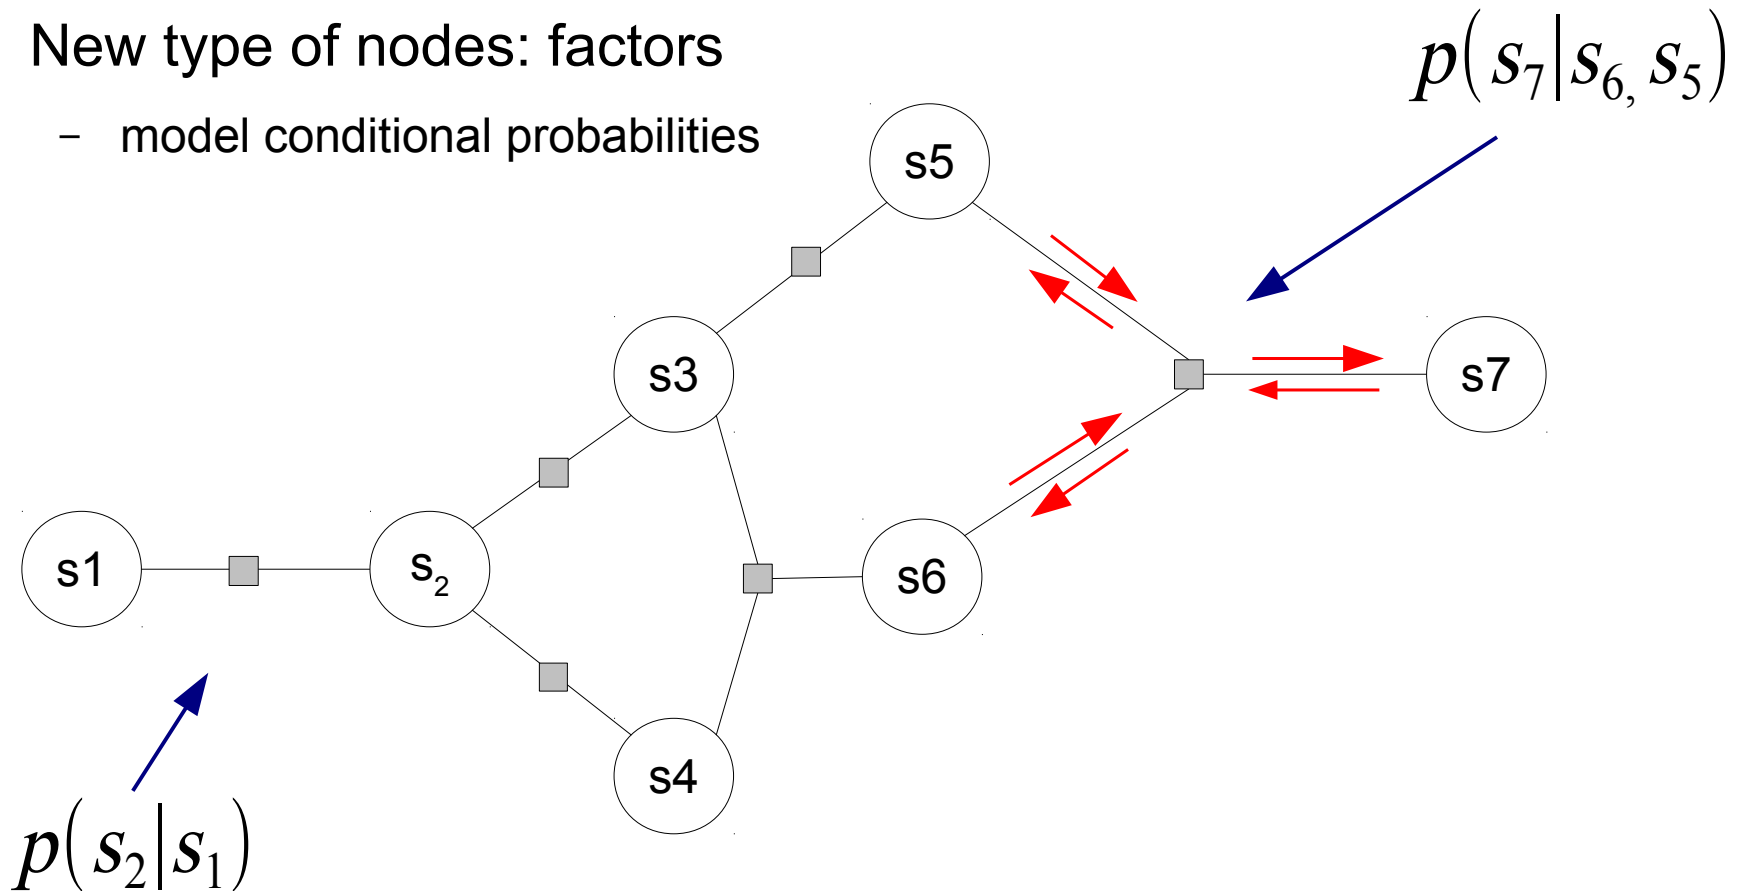 New type of nodes: factors
– model conditional probabilities
p(s₇|s₆, s₅)
s5
s3
s7
s1
s₂
s6
s4
p(s₂|s₁)